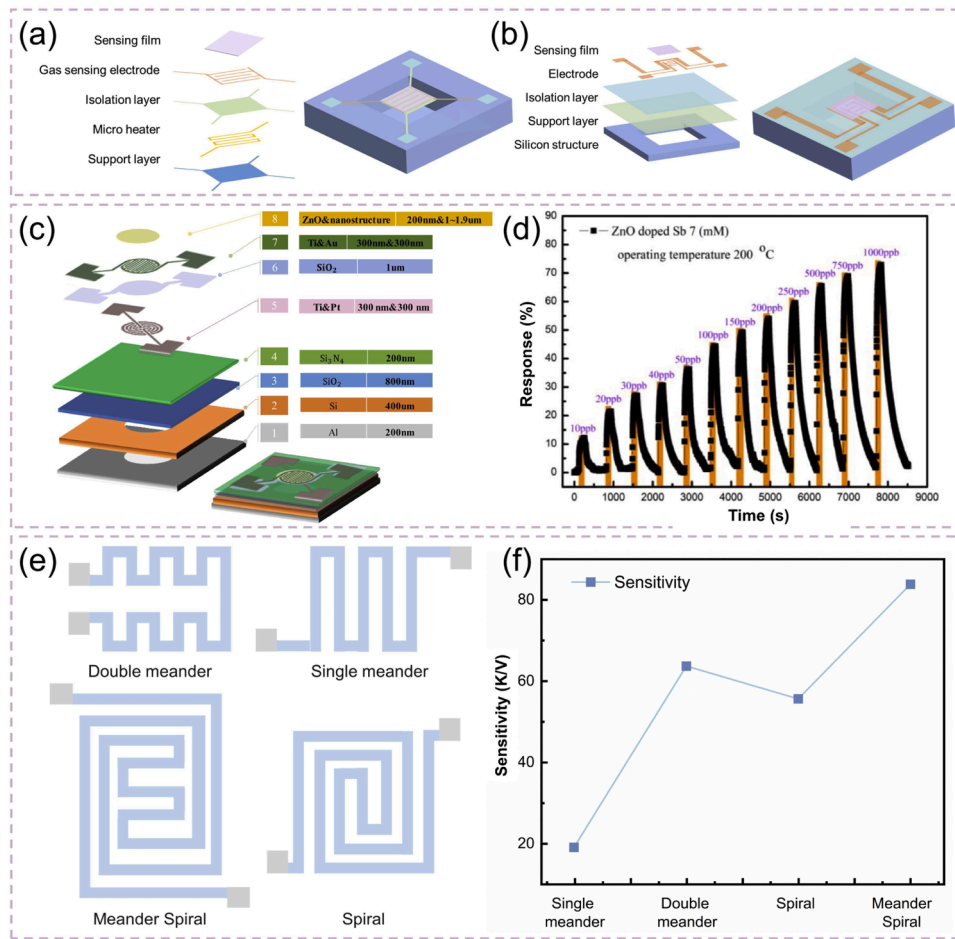 (a)
Sensing film
Gas sensing electrode
Isolation layer
Micro heater
Support layer
(b)
Sensing film
Electrode
Isolation layer
Support layer
Silicon structure
(c)
8 ZnO&nanostructure 200nm&1~1.9um
7 Ti&Au 300nm&300nm
6 SiO₂ 1um
5 Ti&Pt 300 nm&300 nm
4 Si₃N₄ 200nm
3 SiO₂ 800nm
2 Si 400um
1 Al 200nm
(d)
ZnO doped Sb 7 (mM)
operating temperature 200 °C
Response (%)
90
80
70
60
50
40
30
20
10
0
10ppb
20ppb
30ppb
40ppb
50ppb
100ppb
150ppb
200ppb
250ppb
500ppb
750ppb
1000ppb
0 1000 2000 3000 4000 5000 6000 7000 8000 9000
Time (s)
(e)
Double meander
Single meander
Meander Spiral
Spiral
(f)
Sensitivity
Sensitivity (K/V)
80
60
40
20
Single meander
Double meander
Spiral
Meander Spiral